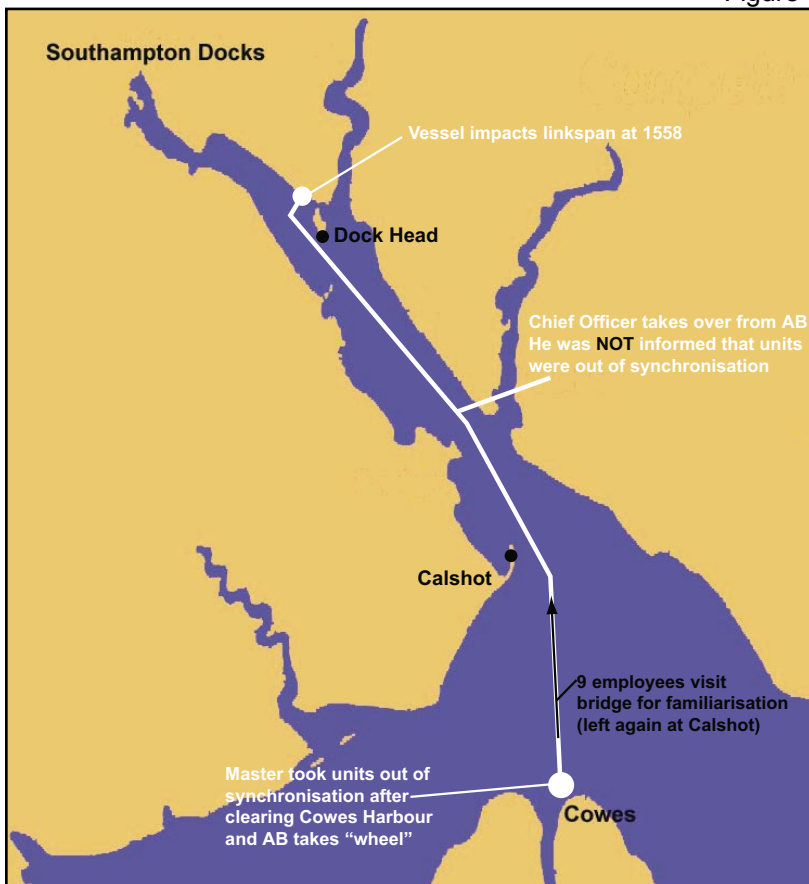 Figure
Southampton Docks
Vessel impacts linkspan at 1558
Dock Head
Chief Officer takes over from AB
He was NOT informed that units
were out of synchronisation
Calshot
9 employees visit
bridge for familiarisation
(left again at Calshot)
Master took units out of
synchronisation after
clearing Cowes Harbour
and AB takes “wheel”
Cowes